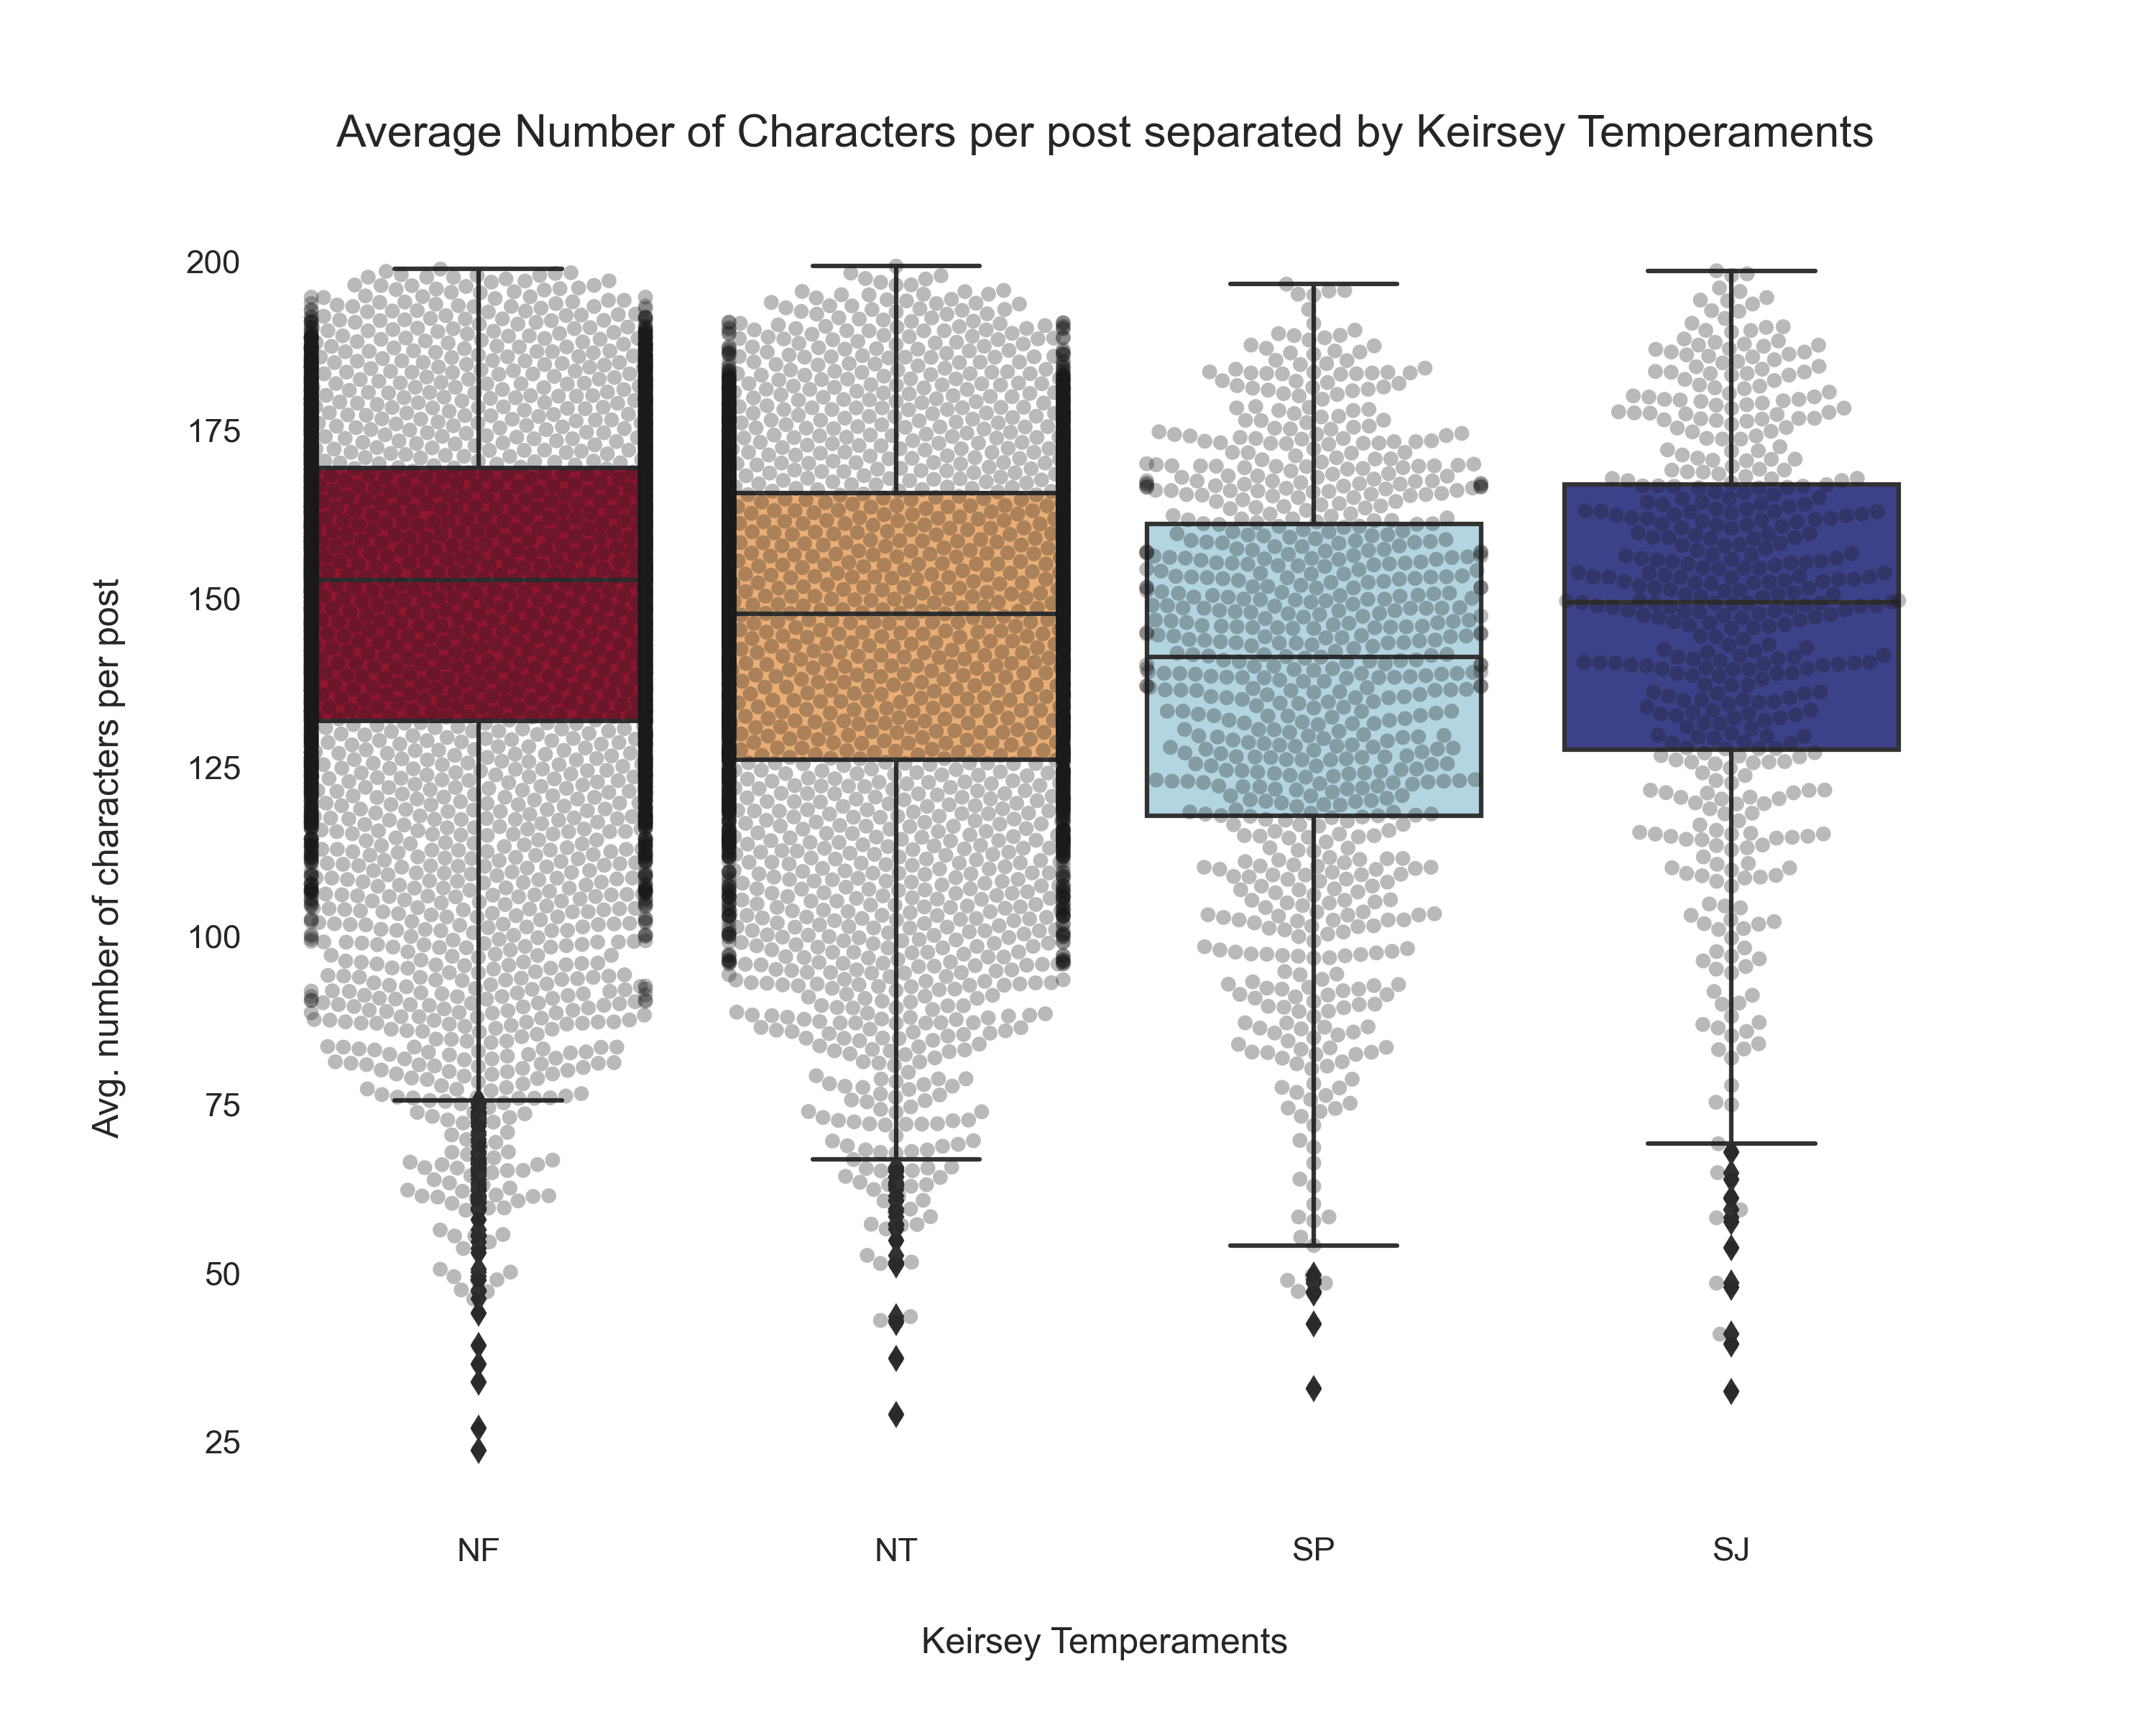 Average Number of Characters per post separated by Keirsey Temperaments
200
175
150
125
100
75
50
25
Avg. number of characters per post
NF NT SP SJ
Keirsey Temperaments